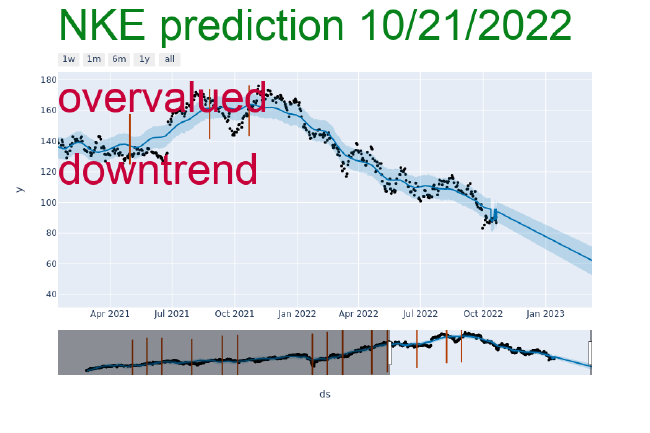 NKE prediction 10/21/2022
1w 1m 6m 1y all
180
overvalued
160
140
downtrend
120
100
y
80
60
40
Apr 2021 Jul 2021 Oct 2021 Jan 2022 Apr 2022 Jul 2022 Oct 2022 Jan 2023
ds